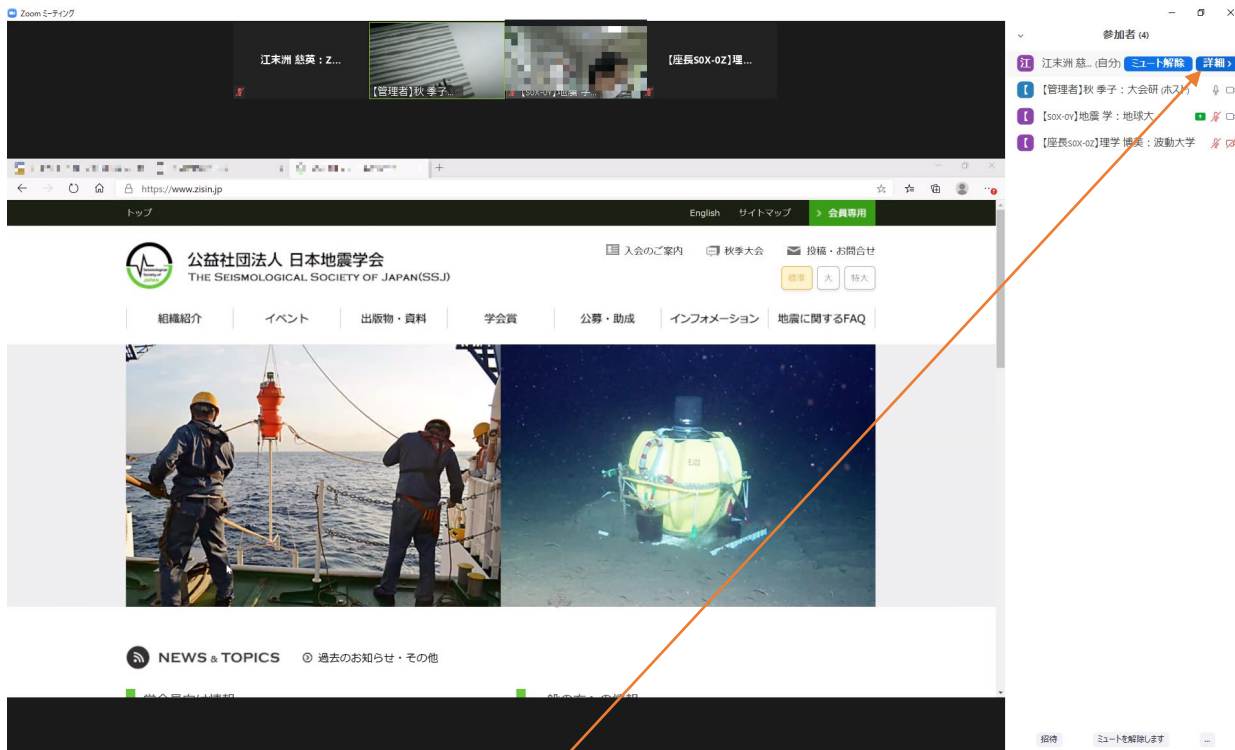 Zoom ミーティング
江末洲 慈英：Z...
【管理者】秋 季子...
【座長SOX-OZ】理...
https://www.zisin.jp
トップ
English
サイトマップ
> 会員専用
公益社団法人 日本地震学会
THE SEISMOLOGICAL SOCIETY OF JAPAN(SSJ)
入会のご案内
秋季大会
投稿・お問合せ
標準
大
特大
組織紹介
イベント
出版物・資料
学会賞
公募・助成
インフォメーション
地震に関するFAQ
NEWS & TOPICS
過去のお知らせ・その他
参加者 (4)
江 江末洲 慈... (自分) ミュート解除 詳細 >
【 【管理者】秋 季子：大会研 (ホスト)
【 【sox-oy】地震 学：地球大
【 【座長sox-oz】理学 博美：波動大学
招待
ミュートを解除します
...